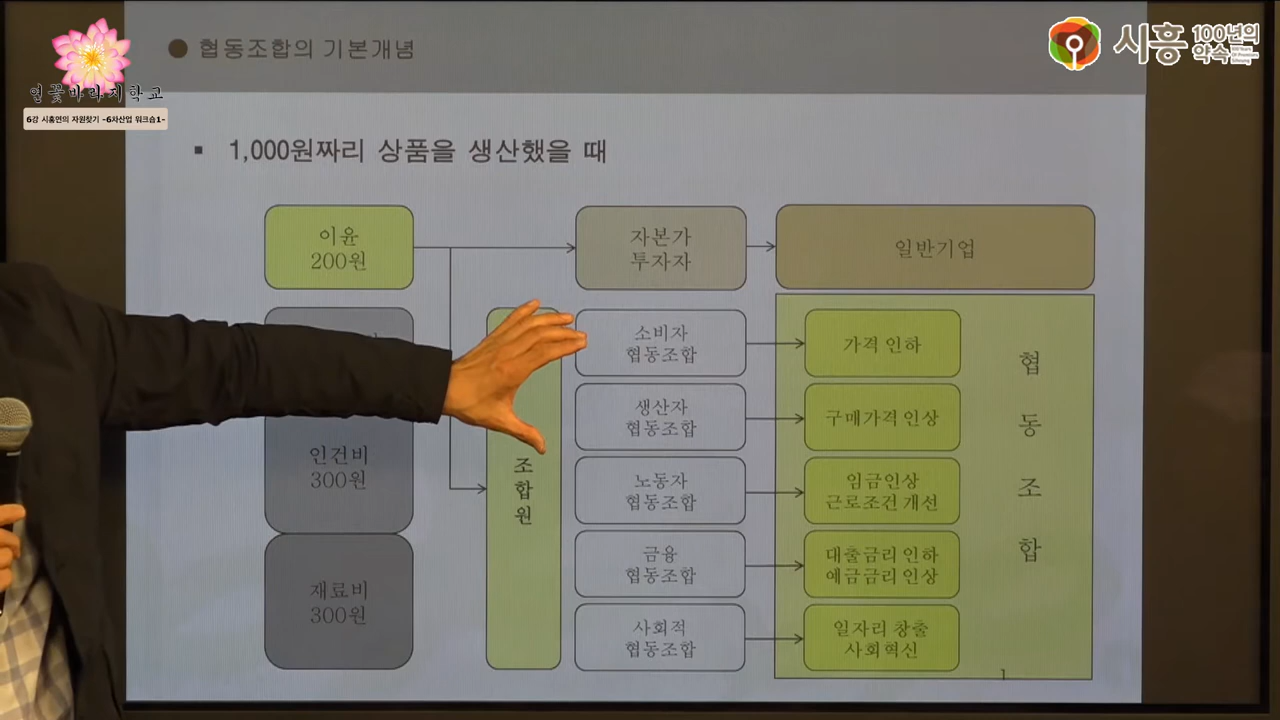 연꽃마라지학교
6강 시흥연의 자원찾기 -6차산업 워크숍1-
시흥
100년의
약속
협동조합의 기본개념
1,000원짜리 상품을 생산했을 때
이윤
200원
자본가
투자자
일반기업
인건비
300원
재료비
300원
조
합
원
소비자
협동조합
가격 인하
생산자
협동조합
구매가격 인상
노동자
협동조합
임금인상
근로조건 개선
금융
협동조합
대출금리 인하
예금금리 인상
사회적
협동조합
일자리 창출
사회혁신
협
동
조
합
1